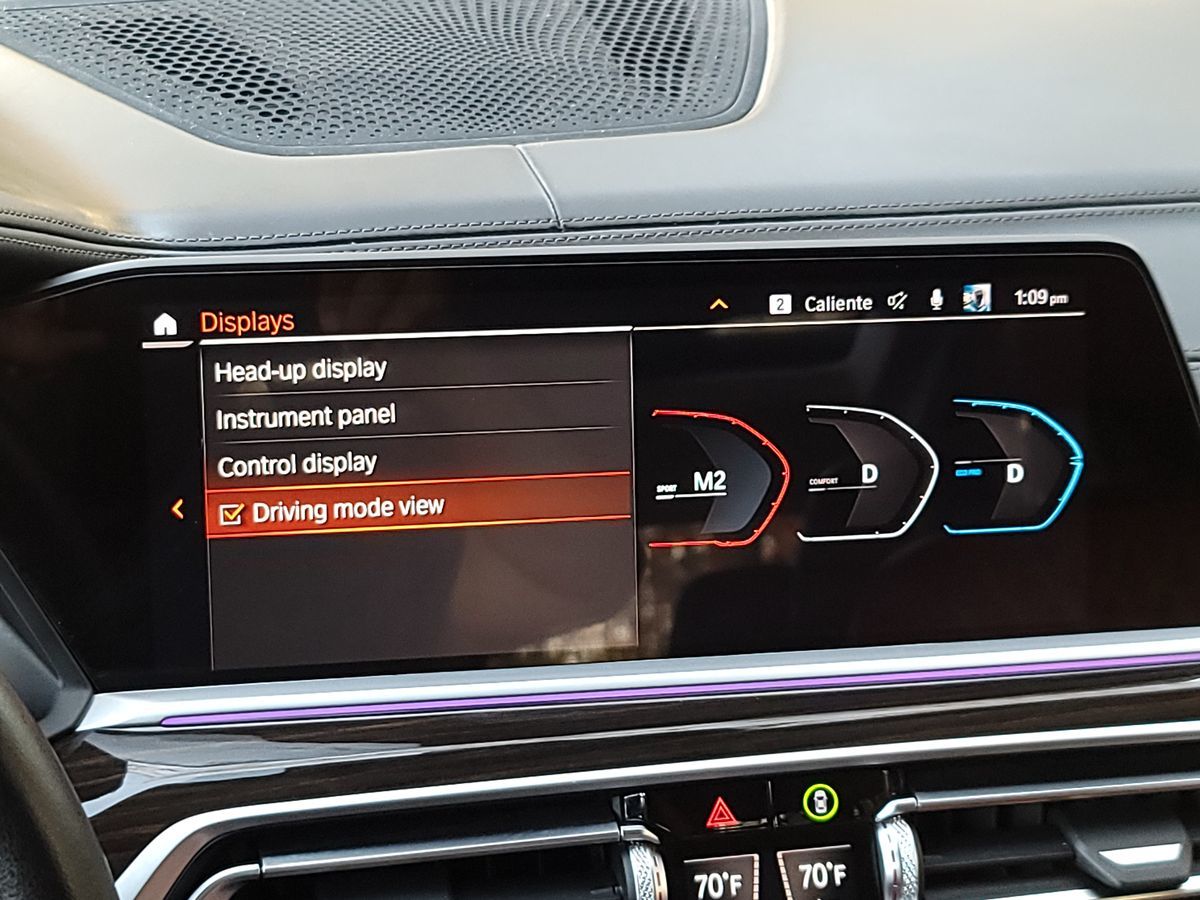 Displays
2 Caliente 1:09 pm
Head-up display
Instrument panel
Control display
Driving mode view
SPORT M2
COMFORT D
ECO PRO D
70°F 70°F